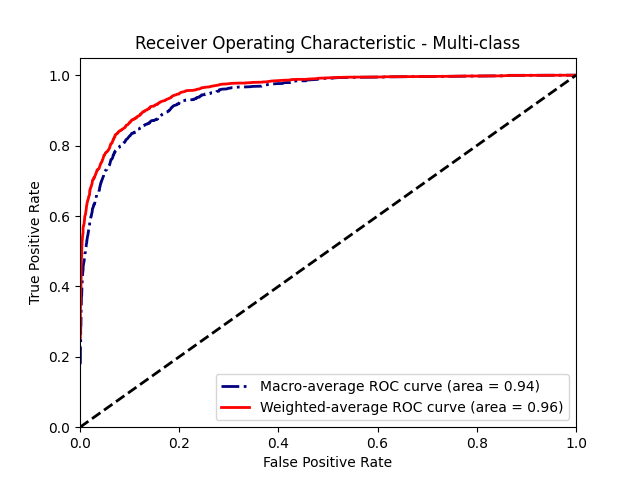 Receiver Operating Characteristic - Multi-class
1.0
0.8
0.6
0.4
0.2
0.0
True Positive Rate
Macro-average ROC curve (area = 0.94)
Weighted-average ROC curve (area = 0.96)
0.0 0.2 0.4 0.6 0.8 1.0
False Positive Rate